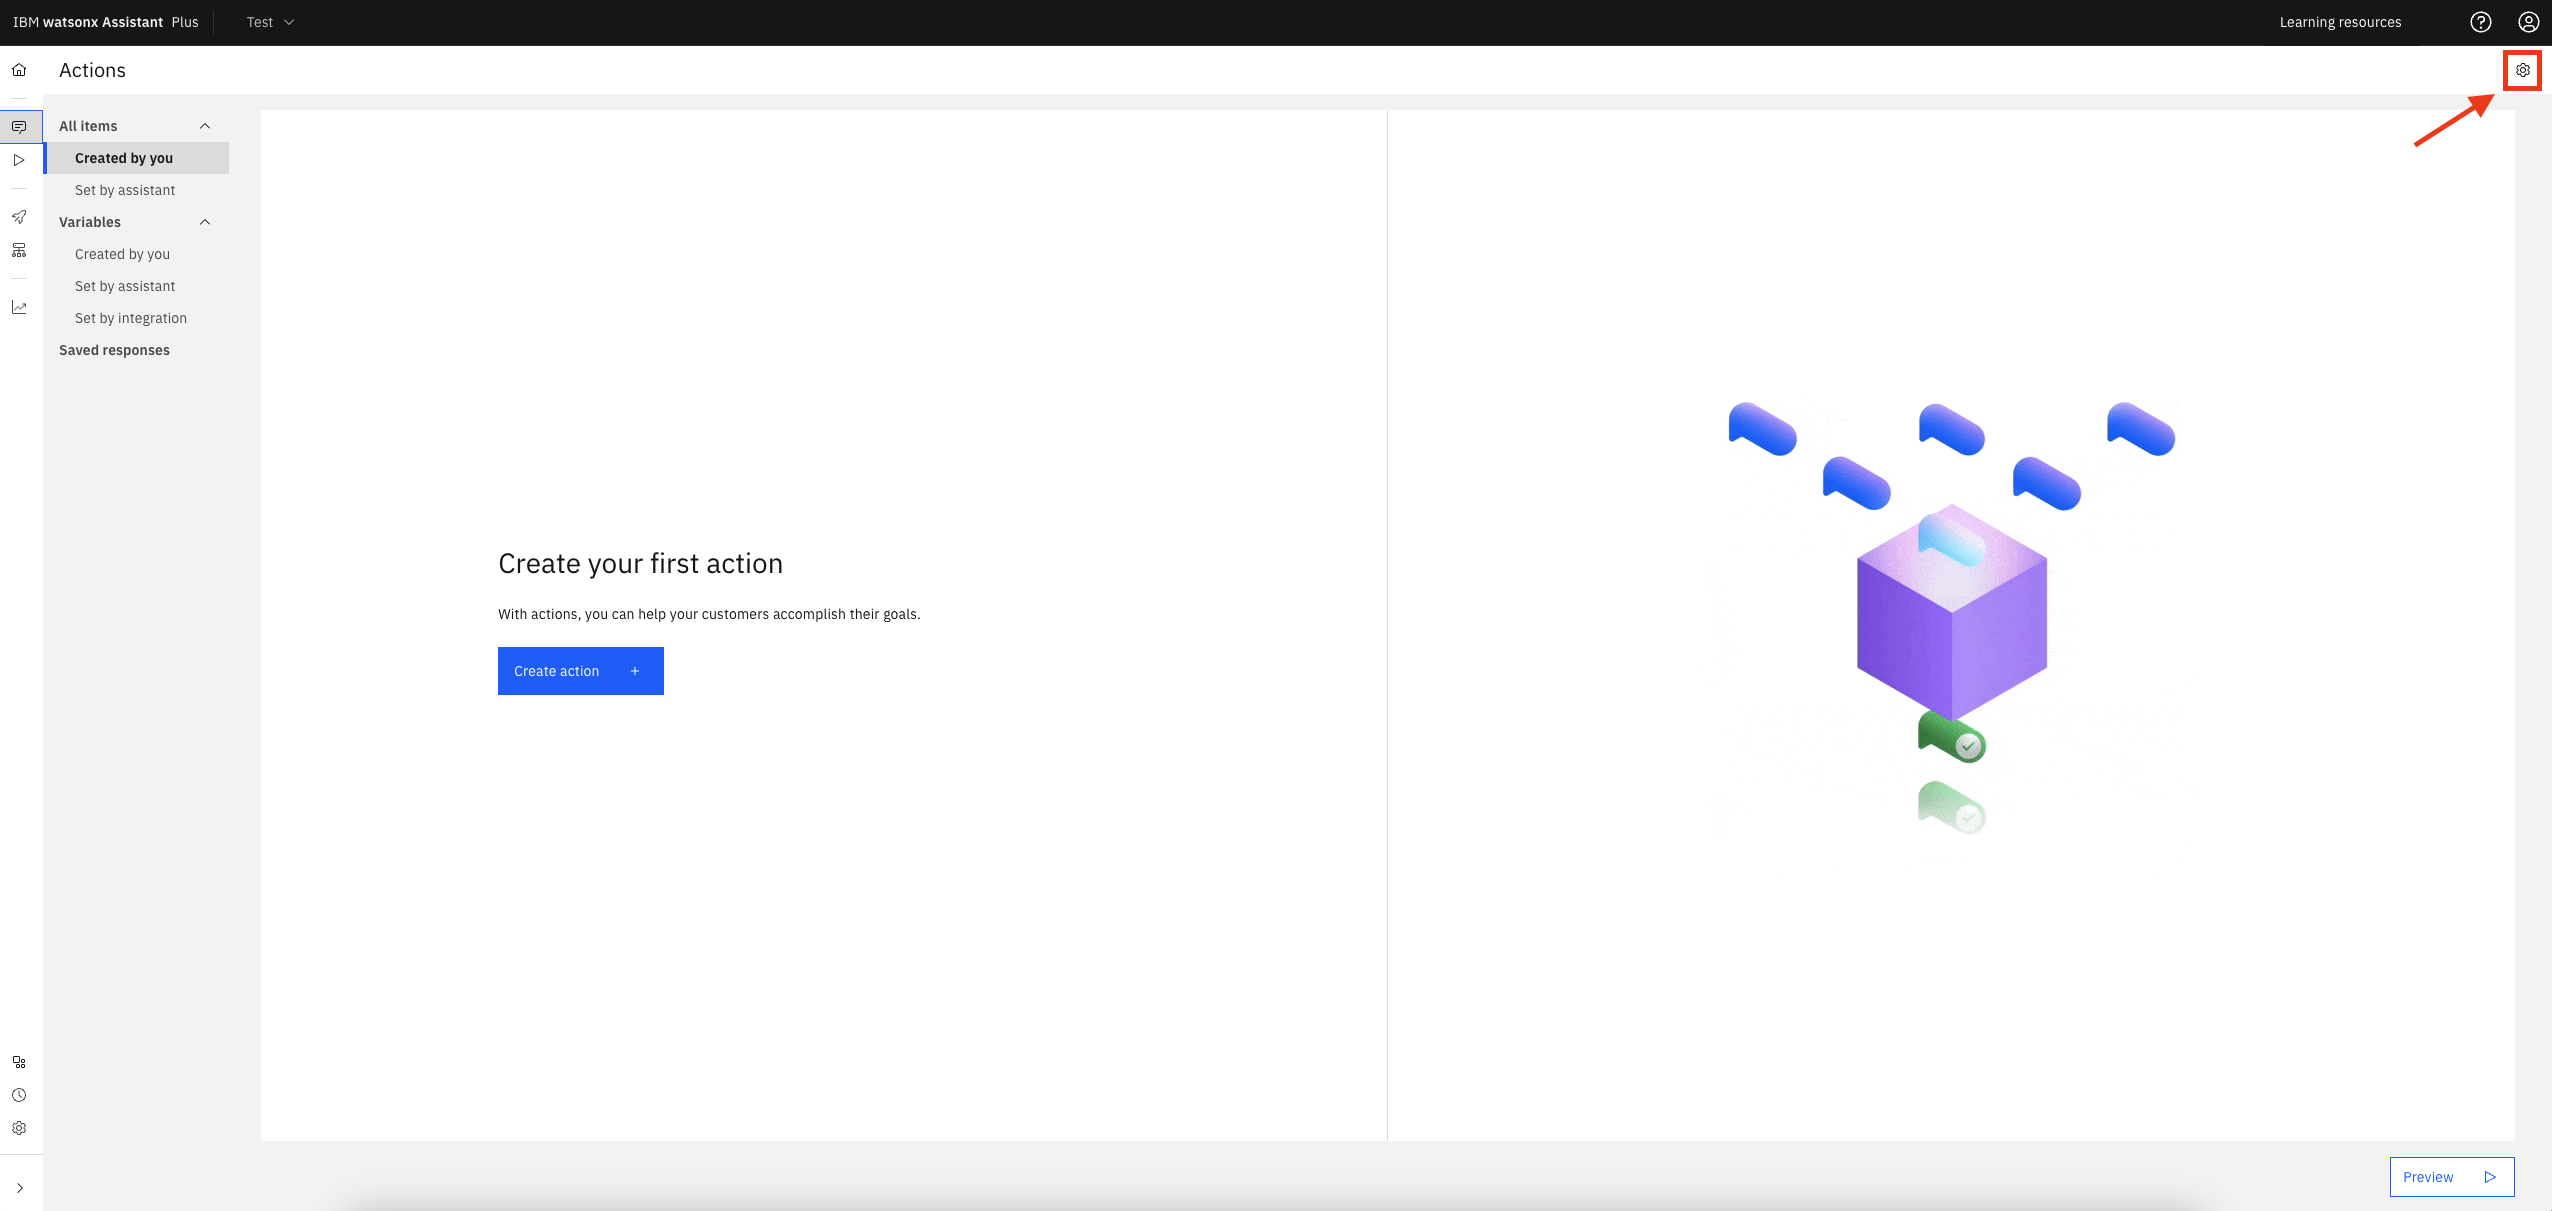 IBM watsonx Assistant Plus
Test
Learning resources
Actions
All items
Created by you
Set by assistant
Variables
Created by you
Set by assistant
Set by integration
Saved responses
Create your first action
With actions, you can help your customers accomplish their goals.
Create action +
Preview